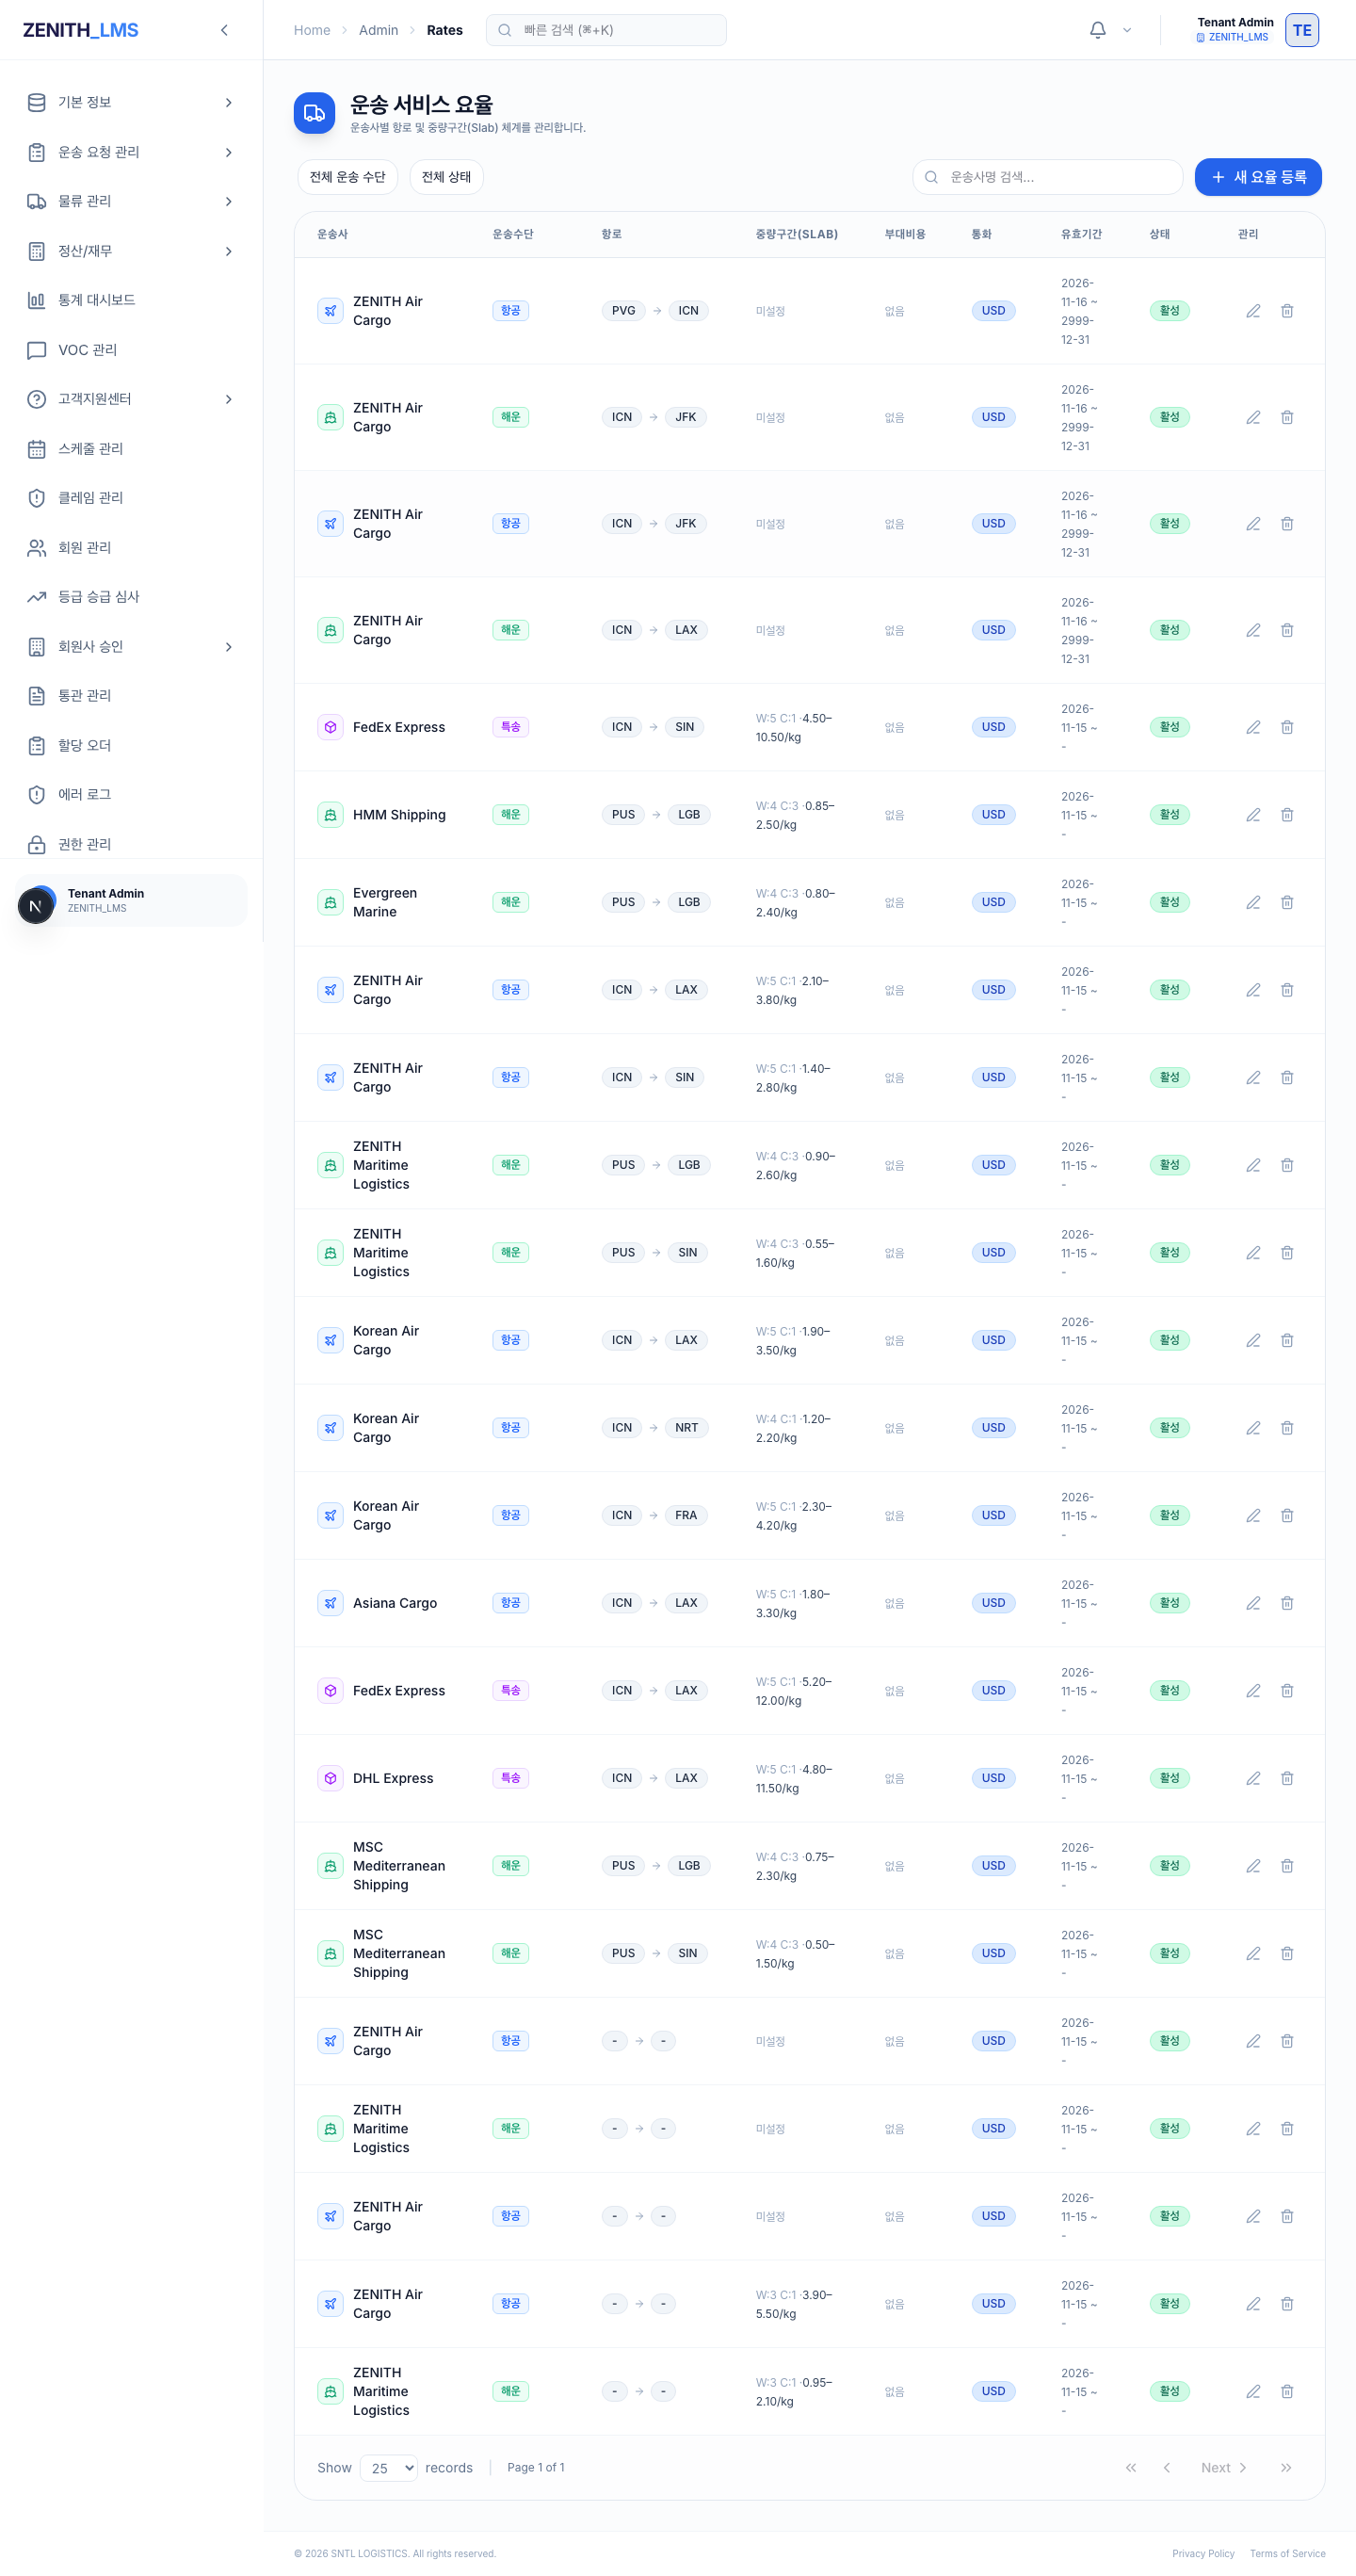 ZENITH_LMS
Home > Admin > Rates
빠른 검색 (⌘+K)
Tenant Admin
ZENITH_LMS
TE
기본 정보
운송 요청 관리
물류 관리
정산/재무
통계 대시보드
VOC 관리
고객지원센터
스케줄 관리
클레임 관리
회원 관리
등급 승급 심사
회원사 승인
통관 관리
할당 오더
에러 로그
권한 관리
N
Tenant Admin
ZENITH_LMS
운송 서비스 요율
운송사별 항로 및 중량구간(Slab) 체계를 관리합니다.
전체 운송 수단
전체 상태
운송사명 검색...
+ 새 요율 등록
운송사 운송수단 항로 중량구간(SLAB) 부대비용 통화 유효기간 상태 관리
ZENITH Air Cargo 항공 PVG → ICN 미설정 없음 USD 2026-11-16 ~ 2999-12-31 활성
ZENITH Air Cargo 해운 ICN → JFK 미설정 없음 USD 2026-11-16 ~ 2999-12-31 활성
ZENITH Air Cargo 항공 ICN → JFK 미설정 없음 USD 2026-11-16 ~ 2999-12-31 활성
ZENITH Air Cargo 해운 ICN → LAX 미설정 없음 USD 2026-11-16 ~ 2999-12-31 활성
FedEx Express 특송 ICN → SIN W:5 C:1 ·4.50–10.50/kg 없음 USD 2026-11-15 ~ - 활성
HMM Shipping 해운 PUS → LGB W:4 C:3 ·0.85–2.50/kg 없음 USD 2026-11-15 ~ - 활성
Evergreen Marine 해운 PUS → LGB W:4 C:3 ·0.80–2.40/kg 없음 USD 2026-11-15 ~ - 활성
ZENITH Air Cargo 항공 ICN → LAX W:5 C:1 ·2.10–3.80/kg 없음 USD 2026-11-15 ~ - 활성
ZENITH Air Cargo 항공 ICN → SIN W:5 C:1 ·1.40–2.80/kg 없음 USD 2026-11-15 ~ - 활성
ZENITH Maritime Logistics 해운 PUS → LGB W:4 C:3 ·0.90–2.60/kg 없음 USD 2026-11-15 ~ - 활성
ZENITH Maritime Logistics 해운 PUS → SIN W:4 C:3 ·0.55–1.60/kg 없음 USD 2026-11-15 ~ - 활성
Korean Air Cargo 항공 ICN → LAX W:5 C:1 ·1.90–3.50/kg 없음 USD 2026-11-15 ~ - 활성
Korean Air Cargo 항공 ICN → NRT W:4 C:1 ·1.20–2.20/kg 없음 USD 2026-11-15 ~ - 활성
Korean Air Cargo 항공 ICN → FRA W:5 C:1 ·2.30–4.20/kg 없음 USD 2026-11-15 ~ - 활성
Asiana Cargo 항공 ICN → LAX W:5 C:1 ·1.80–3.30/kg 없음 USD 2026-11-15 ~ - 활성
FedEx Express 특송 ICN → LAX W:5 C:1 ·5.20–12.00/kg 없음 USD 2026-11-15 ~ - 활성
DHL Express 특송 ICN → LAX W:5 C:1 ·4.80–11.50/kg 없음 USD 2026-11-15 ~ - 활성
MSC Mediterranean Shipping 해운 PUS → LGB W:4 C:3 ·0.75–2.30/kg 없음 USD 2026-11-15 ~ - 활성
MSC Mediterranean Shipping 해운 PUS → SIN W:4 C:3 ·0.50–1.50/kg 없음 USD 2026-11-15 ~ - 활성
ZENITH Air Cargo 항공 - → - 미설정 없음 USD 2026-11-15 ~ - 활성
ZENITH Maritime Logistics 해운 - → - 미설정 없음 USD 2026-11-15 ~ - 활성
ZENITH Air Cargo 항공 - → - 미설정 없음 USD 2026-11-15 ~ - 활성
ZENITH Air Cargo 항공 - → - W:3 C:1 ·3.90–5.50/kg 없음 USD 2026-11-15 ~ - 활성
ZENITH Maritime Logistics 해운 - → - W:3 C:1 ·0.95–2.10/kg 없음 USD 2026-11-15 ~ - 활성
Show 25 records Page 1 of 1 Next
© 2026 SNTL LOGISTICS. All rights reserved. Privacy Policy Terms of Service